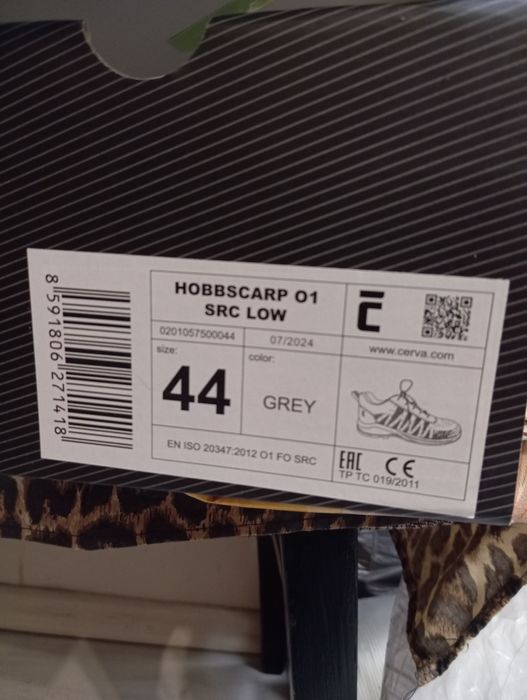 HOBBSCARP O1
SRC LOW
0201057500044
07/2024
size:
44
color:
GREY
EN ISO 20347:2012 O1 FO SRC
C
www.cerva.com
EAC CE
TP TC 019/2011
8 591806 271418